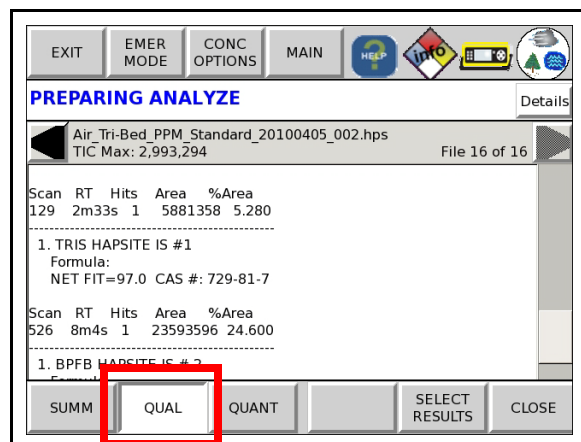 EXIT
EMER MODE
CONC OPTIONS
MAIN
HELP
info
PREPARING ANALYZE
Details
Air_Tri-Bed_PPM_Standard_20100405_002.hps
TIC Max: 2,993,294
File 16 of 16
Scan RT Hits Area %Area
129 2m33s 1 5881358 5.280
1. TRIS HAPSITE IS #1
Formula:
NET FIT=97.0 CAS #: 729-81-7
Scan RT Hits Area %Area
526 8m4s 1 23593596 24.600
1. BPFB HAPSITE IS # 2
SUMM
QUAL
QUANT
SELECT RESULTS
CLOSE